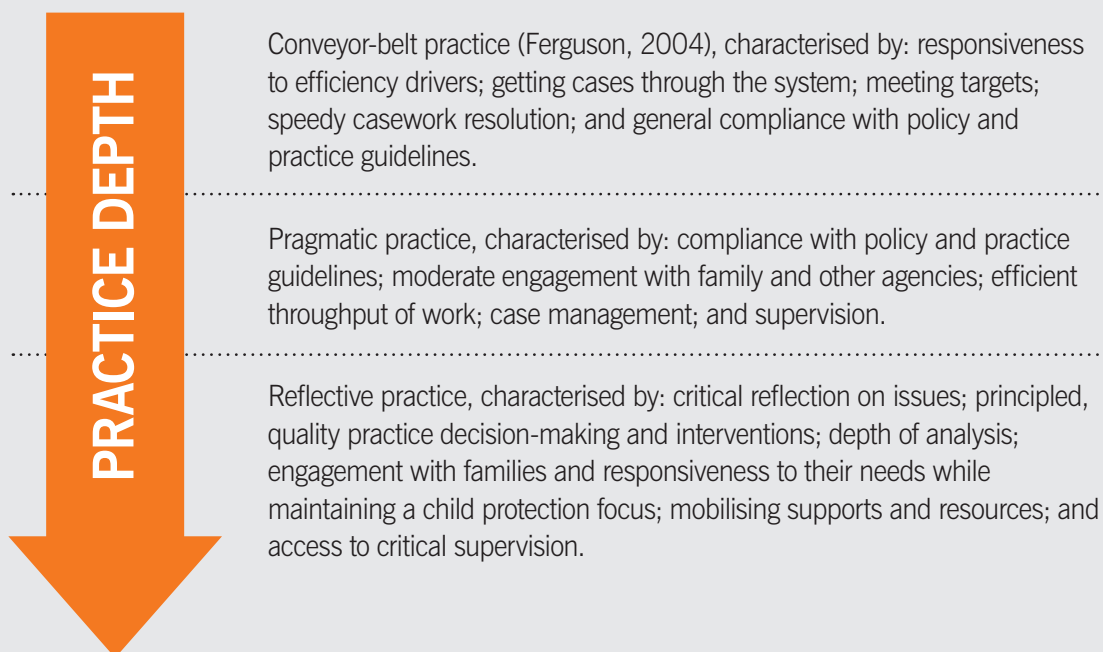 PRACTICE DEPTH
Conveyor-belt practice (Ferguson, 2004), characterised by: responsiveness
to efficiency drivers; getting cases through the system; meeting targets;
speedy casework resolution; and general compliance with policy and
practice guidelines.
Pragmatic practice, characterised by: compliance with policy and practice
guidelines; moderate engagement with family and other agencies; efficient
throughput of work; case management; and supervision.
Reflective practice, characterised by: critical reflection on issues; principled,
quality practice decision-making and interventions; depth of analysis;
engagement with families and responsiveness to their needs while
maintaining a child protection focus; mobilising supports and resources; and
access to critical supervision.